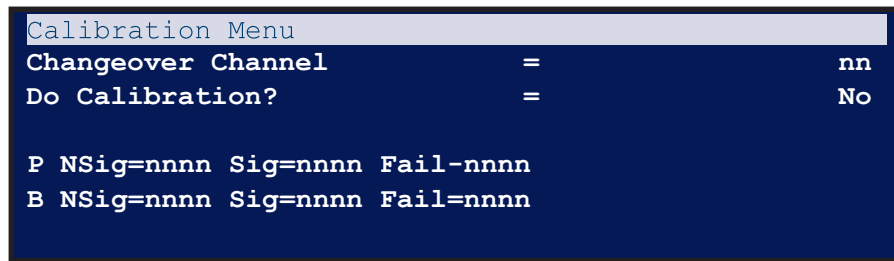 Calibration Menu
Changeover Channel = nn
Do Calibration? = No
P NSig=nnnn Sig=nnnn Fail-nnnn
B NSig=nnnn Sig=nnnn Fail=nnnn